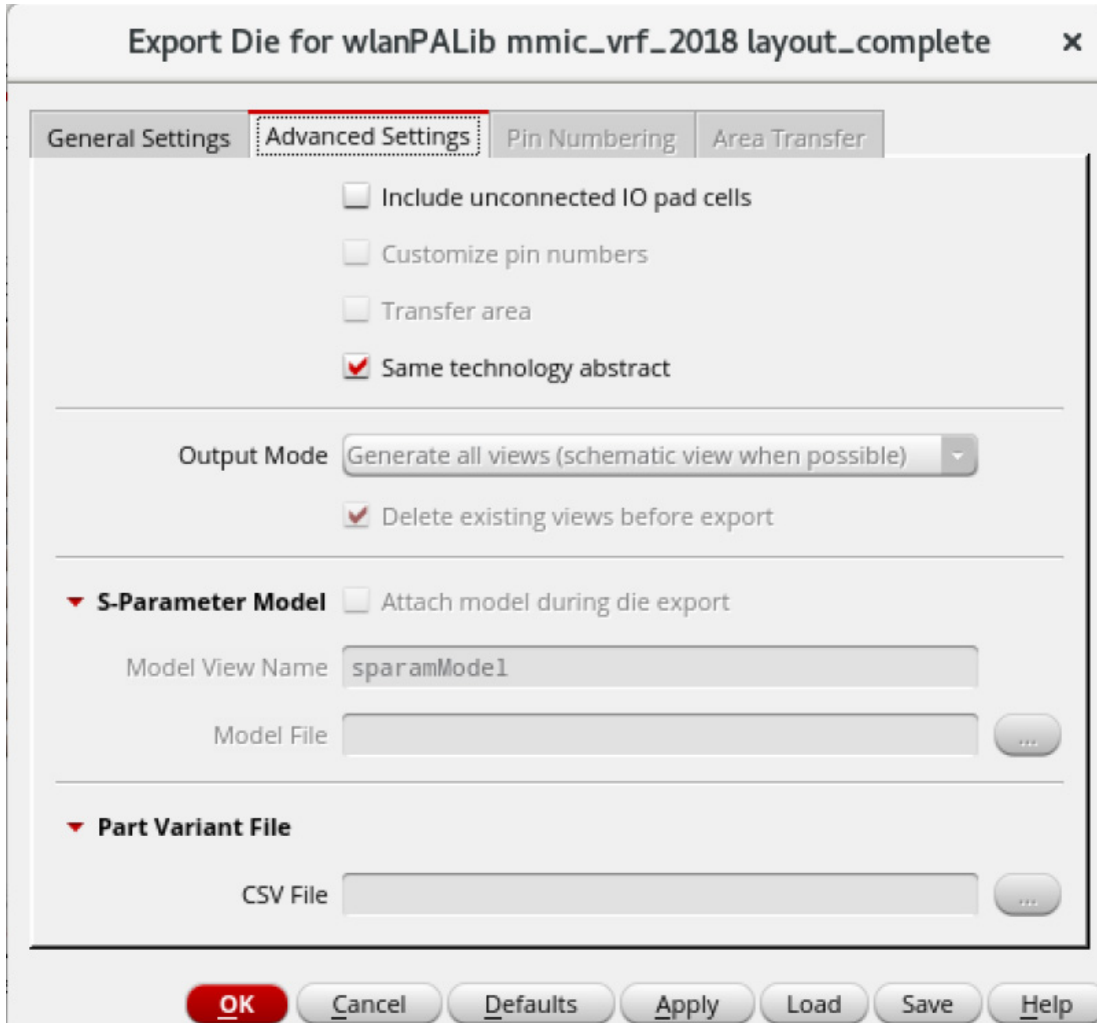 Export Die for wlanPALib mmic_vrf_2018 layout_complete ×
General Settings Advanced Settings Pin Numbering Area Transfer
Include unconnected IO pad cells
Customize pin numbers
Transfer area
Same technology abstract
Output Mode Generate all views (schematic view when possible)
Delete existing views before export
S-Parameter Model Attach model during die export
Model View Name sparamModel
Model File ...
Part Variant File
CSV File ...
OK Cancel Defaults Apply Load Save Help